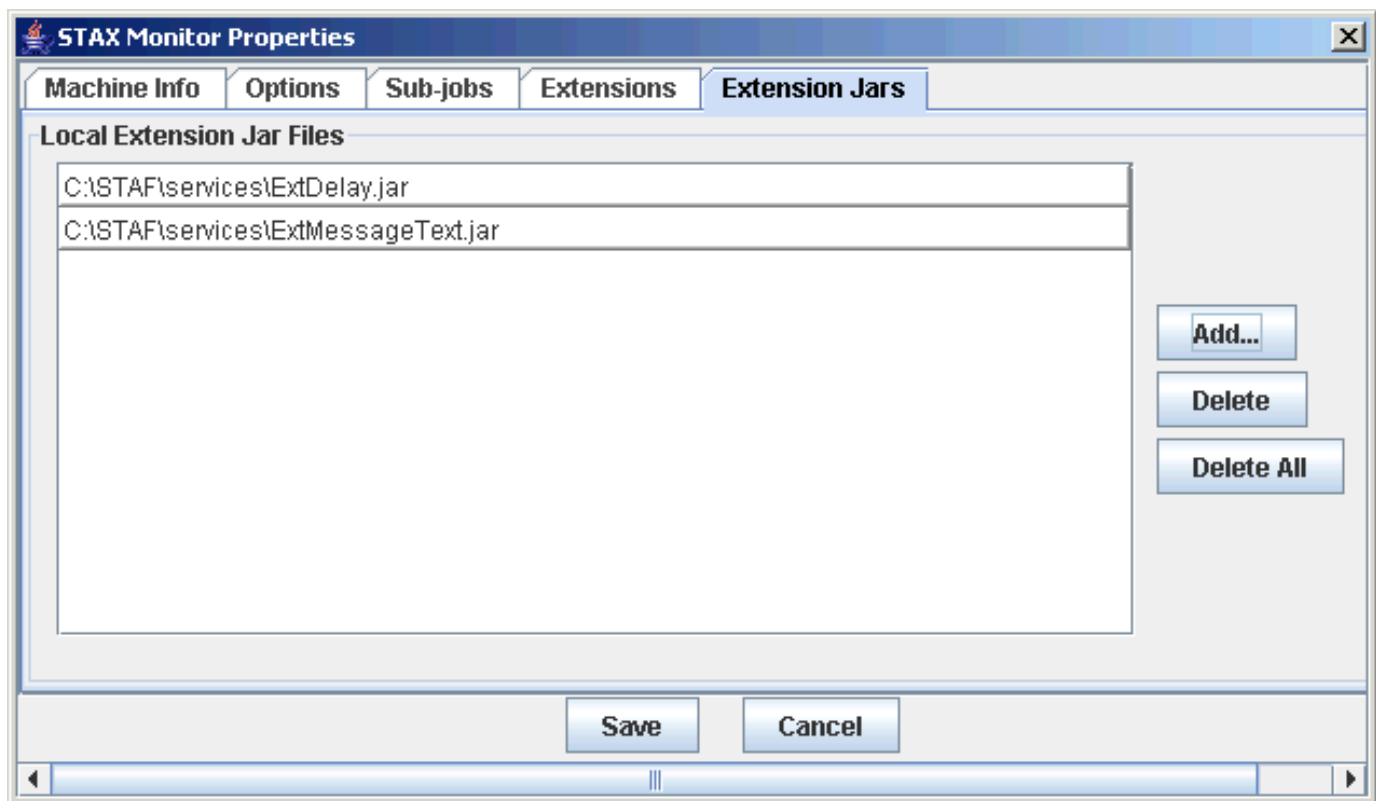 STAX Monitor Properties
Machine Info Options Sub-jobs Extensions Extension Jars
Local Extension Jar Files
C:\STAF\services\ExtDelay.jar
C:\STAF\services\ExtMessageText.jar
Add...
Delete
Delete All
Save Cancel